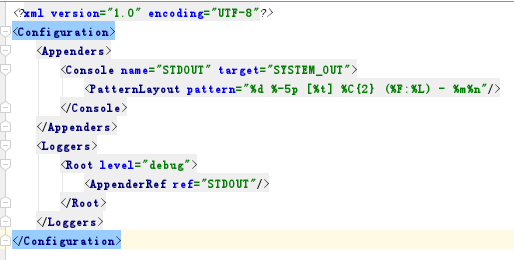 <?xml version="1.0" encoding="UTF-8"?>
<Configuration>
<Appenders>
<Console name="STDOUT" target="SYSTEM_OUT">
<PatternLayout pattern="%d %-5p [%t] %C{2} (%F:%L) - %m%n"/>
</Console>
</Appenders>
<Loggers>
<Root level="debug">
<AppenderRef ref="STDOUT"/>
</Root>
</Loggers>
</Configuration>